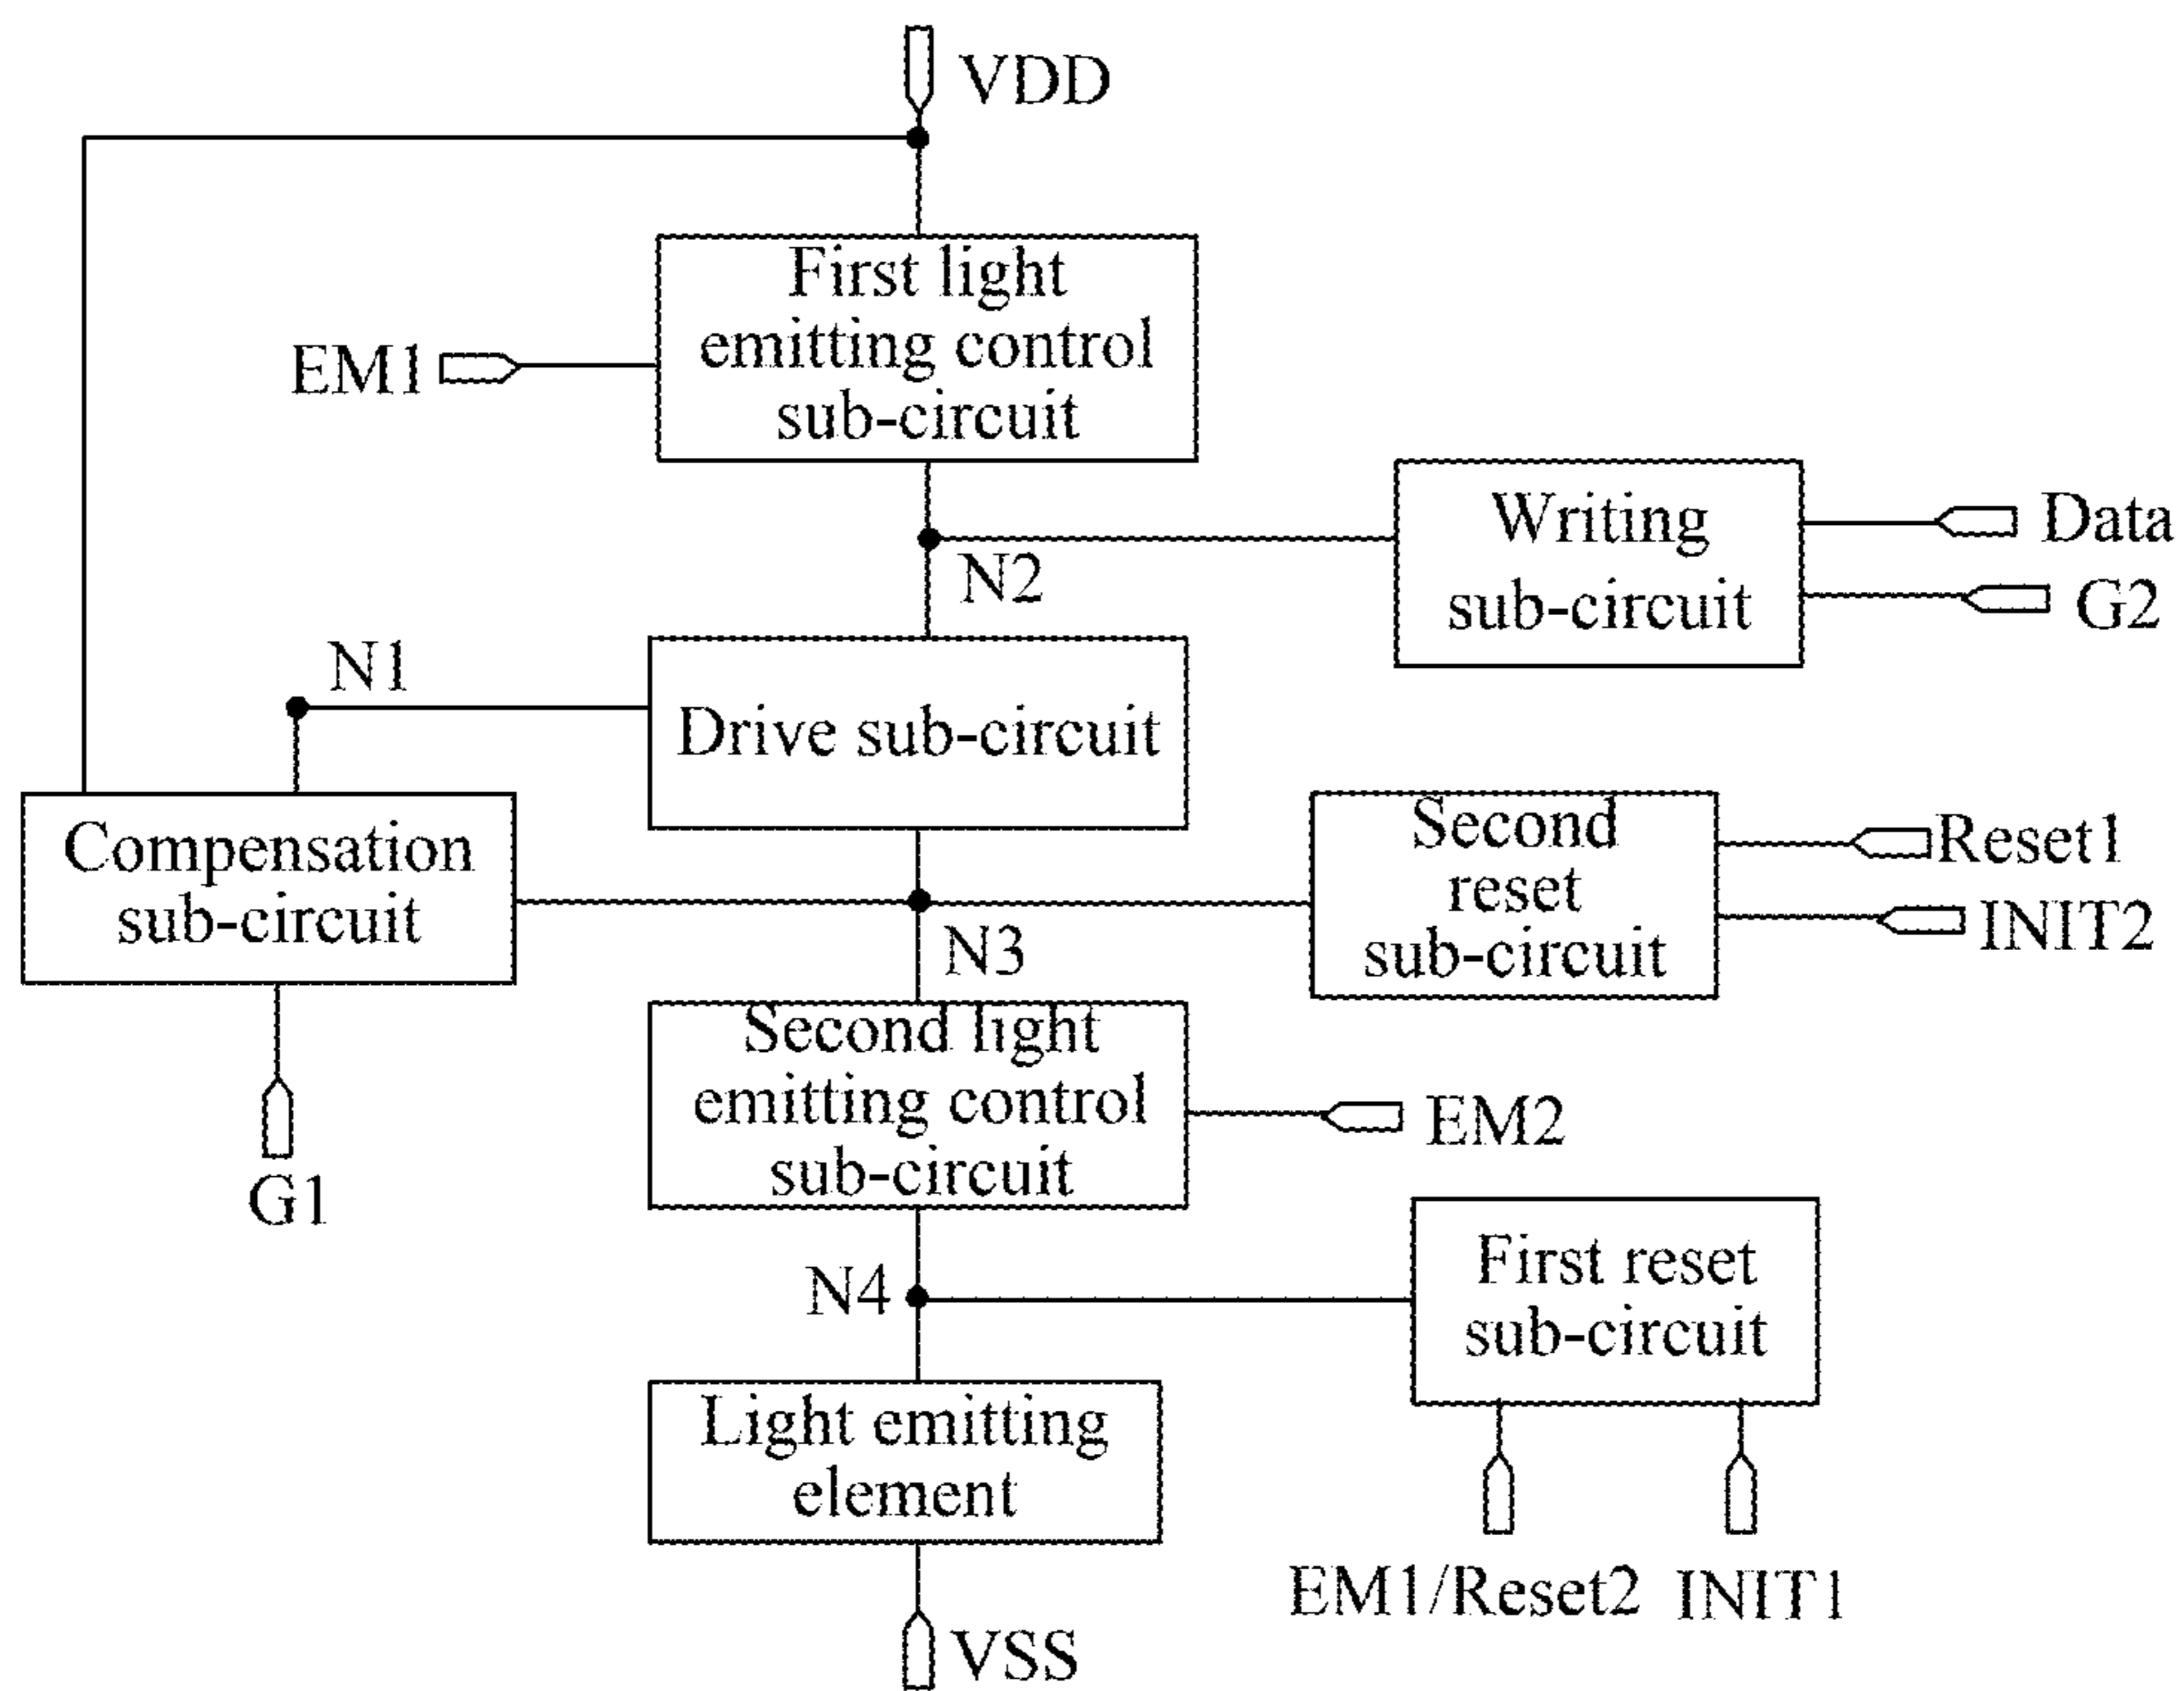 VDD
First light
emitting control
sub-circuit
EM1
Writing
sub-circuit
Data
G2
N2
N1
Drive sub-circuit
Compensation
sub-circuit
Second
reset
sub-circuit
Reset1
INIT2
N3
Second light
emitting control
sub-circuit
EM2
G1
First reset
sub-circuit
N4
Light emitting
element
EM1/Reset2
INIT1
VSS